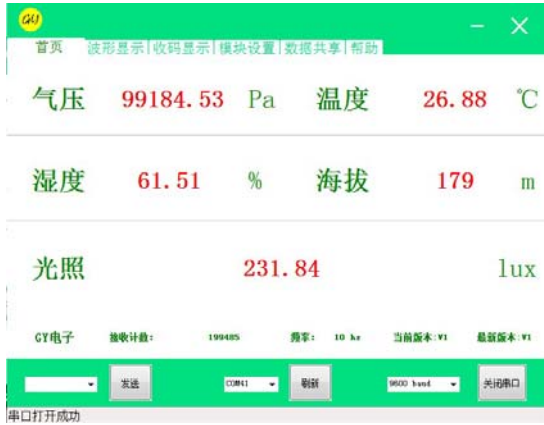 GY
首页 波形显示 收码显示 模块设置 数据共享 帮助
气压 99184.53 Pa 温度 26.88 ℃
湿度 61.51 % 海拔 179 m
光照 231.84 lux
GY电子 接收计数: 199485 频率: 10 hz 当前版本:V1 最新版本:V1
发送 COM41 刷新 9600 baud 关闭串口
串口打开成功